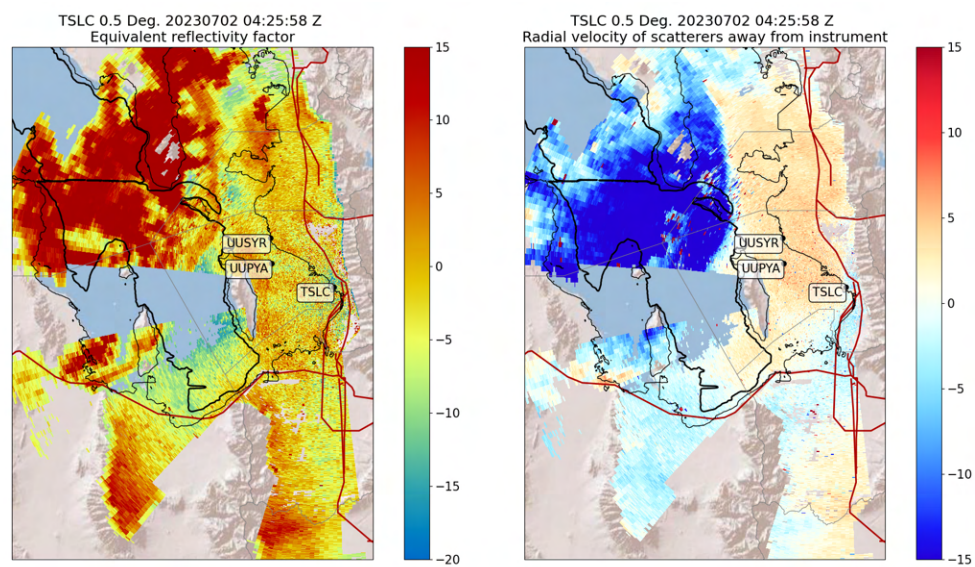 TSLC 0.5 Deg. 20230702 04:25:58 Z
Equivalent reflectivity factor
15
10
5
0
−5
−10
−15
−20
UUSYR
UUPYA
TSLC
TSLC 0.5 Deg. 20230702 04:25:58 Z
Radial velocity of scatterers away from instrument
15
10
5
0
−5
−10
−15
UUSYR
UUPYA
TSLC